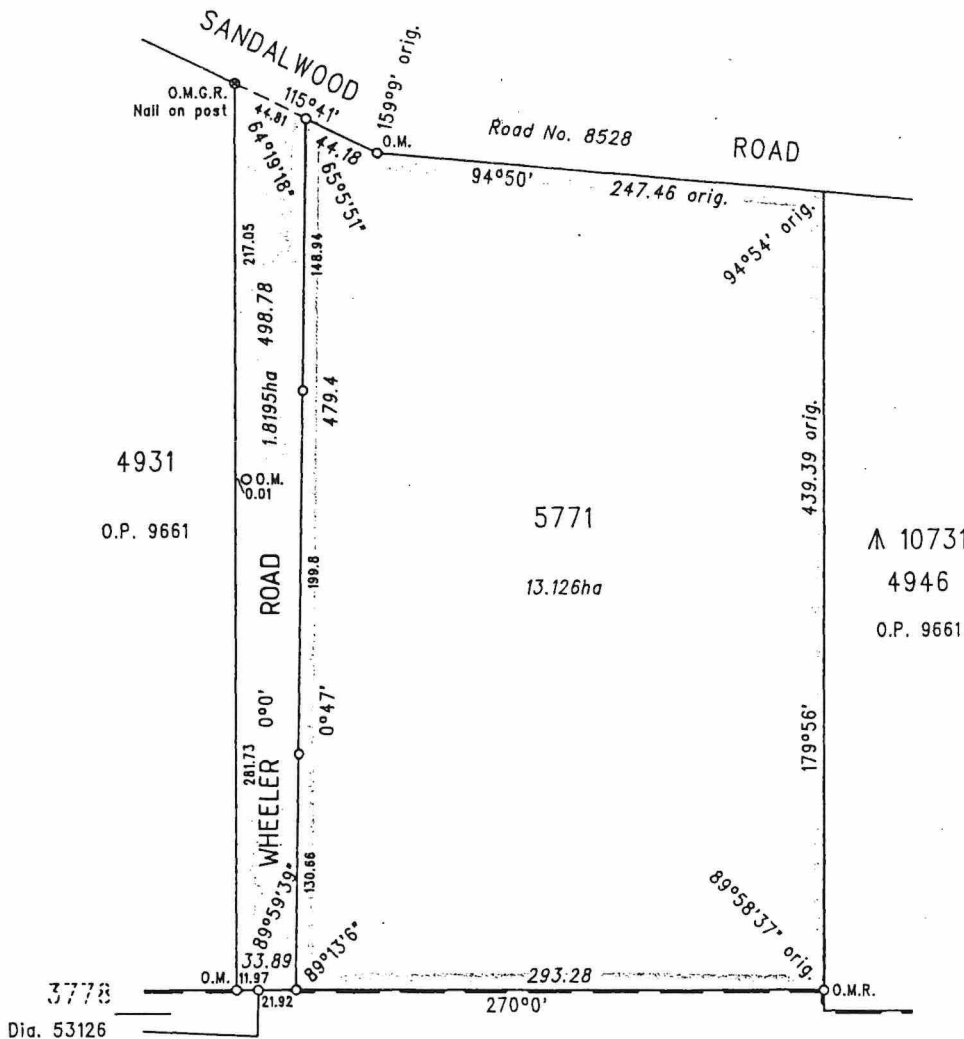 SANDALWOOD
159°9' orig.
O.M.G.R.
Nail on post
115°41'
44.81
64°19'18"
44.18
65°5'51"
O.M.
Road No. 8528
ROAD
94°50'
247.46 orig.
94°54' orig.
217.05
148.94
498.78
1.8195ha
479.4
439.39 orig.
4931
O.M.
0.01
O.P. 9661
5771
13.126ha
10731
4946
O.P. 9661
199.8
WHEELER ROAD
0°0'
0°47'
179°56'
281.73
130.66
89°59'39"
89°13'6"
89°58'37" orig.
33.89
293.28
3778
O.M.
11.97
21.92
270°0'
O.M.R.
Dia. 53126